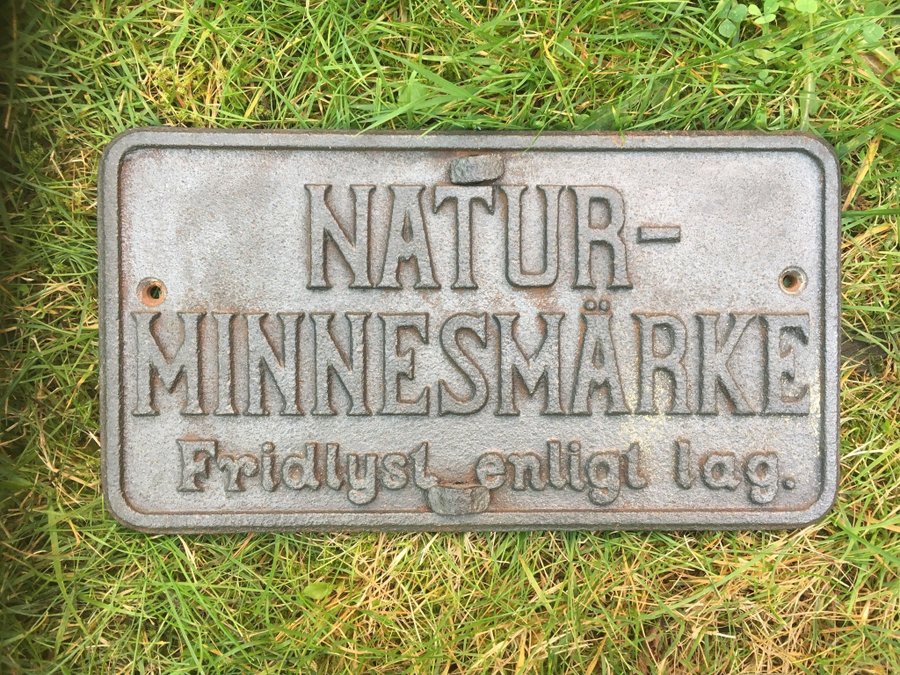 NATUR-
MINNESMÄRKE
Fridlyst enligt lag.